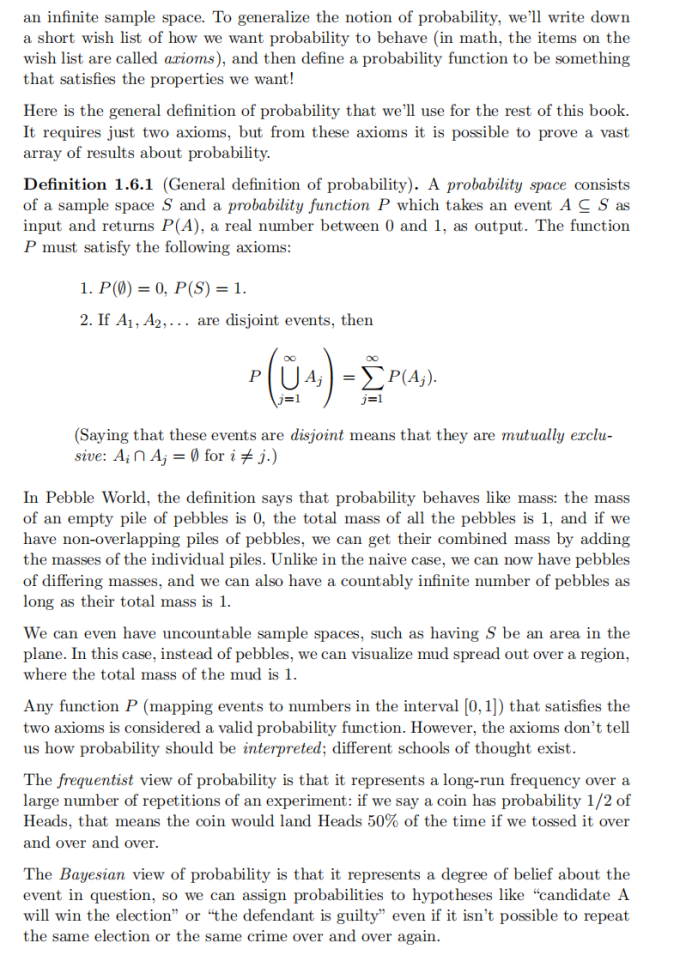 an infinite sample space. To generalize the notion of probability, we'll write down
a short wish list of how we want probability to behave (in math, the items on the
wish list are called axioms), and then define a probability function to be something
that satisfies the properties we want!
Here is the general definition of probability that we'll use for the rest of this book.
It requires just two axioms, but from these axioms it is possible to prove a vast
array of results about probability.
Definition 1.6.1 (General definition of probability). A probability space consists
of a sample space S and a probability function P which takes an event A ⊆ S as
input and returns P(A), a real number between 0 and 1, as output. The function
P must satisfy the following axioms:
1. P(∅) = 0, P(S) = 1.
2. If A₁, A₂, . . . are disjoint events, then
P(⋃_{j=1}^{∞} A_j) = ∑_{j=1}^{∞} P(A_j).
(Saying that these events are disjoint means that they are mutually exclu-
sive: A_i ∩ A_j = ∅ for i ≠ j.)
In Pebble World, the definition says that probability behaves like mass: the mass
of an empty pile of pebbles is 0, the total mass of all the pebbles is 1, and if we
have non-overlapping piles of pebbles, we can get their combined mass by adding
the masses of the individual piles. Unlike in the naive case, we can now have pebbles
of differing masses, and we can also have a countably infinite number of pebbles as
long as their total mass is 1.
We can even have uncountable sample spaces, such as having S be an area in the
plane. In this case, instead of pebbles, we can visualize mud spread out over a region,
where the total mass of the mud is 1.
Any function P (mapping events to numbers in the interval [0, 1]) that satisfies the
two axioms is considered a valid probability function. However, the axioms don't tell
us how probability should be interpreted; different schools of thought exist.
The frequentist view of probability is that it represents a long-run frequency over a
large number of repetitions of an experiment: if we say a coin has probability 1/2 of
Heads, that means the coin would land Heads 50% of the time if we tossed it over
and over and over.
The Bayesian view of probability is that it represents a degree of belief about the
event in question, so we can assign probabilities to hypotheses like "candidate A
will win the election" or "the defendant is guilty" even if it isn't possible to repeat
the same election or the same crime over and over again.